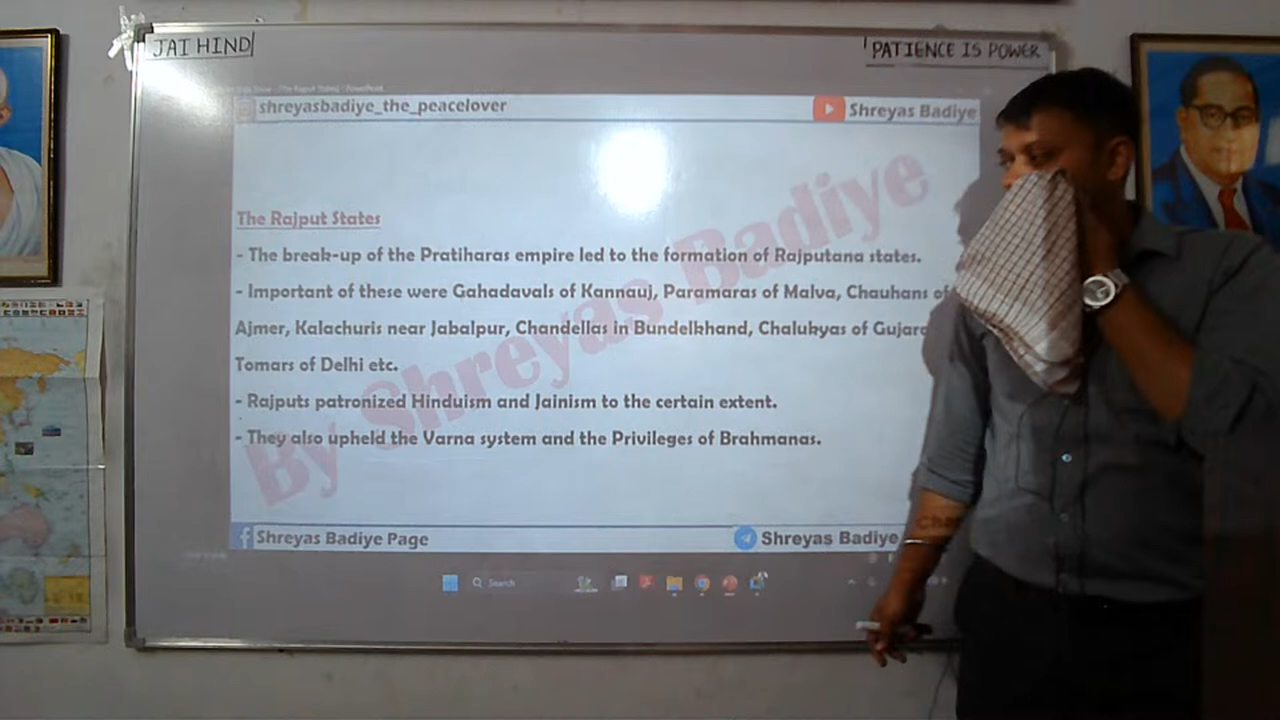 JAI HIND
PATIENCE IS POWER
shreyasbadiye_the_peacelover
Shreyas Badiye
The Rajput States
- The break-up of the Pratiharas empire led to the formation of Rajputana states.
- Important of these were Gahadavals of Kannauj, Paramaras of Malva, Chauhans of
Ajmer, Kalachuris near Jabalpur, Chandellas in Bundelkhand, Chalukyas of
Tomars of Delhi etc.
- Rajputs patronized Hinduism and Jainism to the certain extent.
- They also upheld the Varna system and the Privileges of Brahmanas.
By Shreyas Badiye
Shreyas Badiye Page
Shreyas Badiye
Search